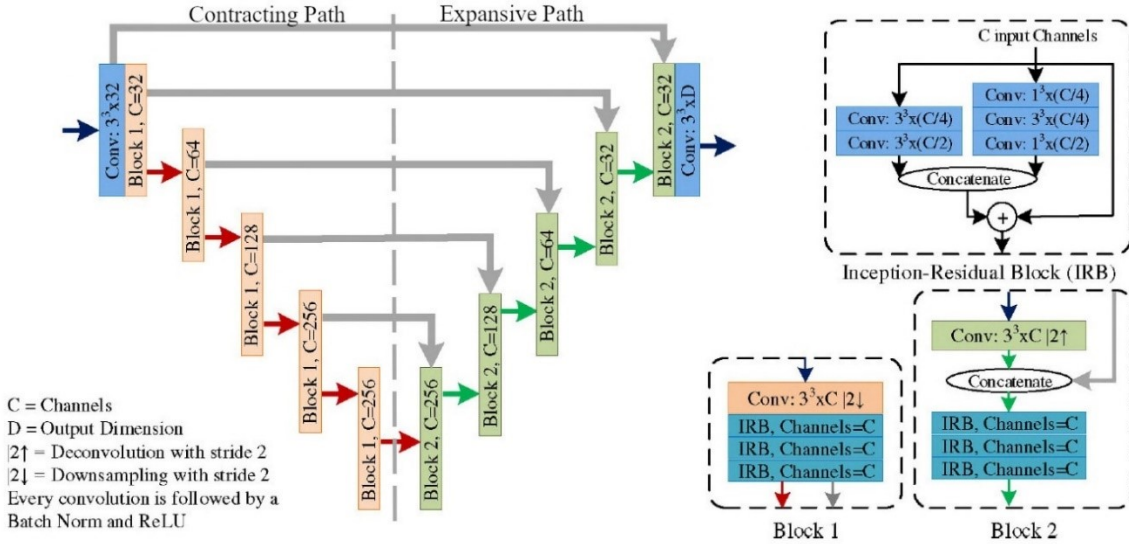 Contracting Path
Expansive Path
Conv: 3³x32
Block 1, C=32
Block 1, C=64
Block 1, C=128
Block 1, C=256
Block 1, C=256
Block 2, C=256
Block 2, C=128
Block 2, C=64
Block 2, C=32
Block 2, C=32
Conv: 3³xD
C = Channels
D = Output Dimension
|2↑ = Deconvolution with stride 2
|2↓ = Downsampling with stride 2
Every convolution is followed by a
Batch Norm and ReLU
C input Channels
Conv: 3³x(C/4)
Conv: 3³x(C/2)
Conv: 1³x(C/4)
Conv: 3³x(C/4)
Conv: 1³x(C/2)
Concatenate
+
Inception-Residual Block (IRB)
Conv: 3³xC |2↓
IRB, Channels=C
IRB, Channels=C
IRB, Channels=C
Block 1
Conv: 3³xC |2↑
Concatenate
IRB, Channels=C
IRB, Channels=C
IRB, Channels=C
Block 2